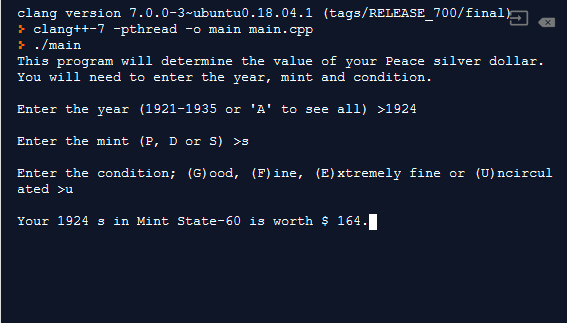 clang version 7.0.0-3~ubuntu0.18.04.1 (tags/RELEASE_700/final)
> clang++-7 -pthread -o main main.cpp
> ./main
This program will determine the value of your Peace silver dollar.
You will need to enter the year, mint and condition.
Enter the year (1921-1935 or 'A' to see all) >1924
Enter the mint (P, D or S) >s
Enter the condition; (G)ood, (F)ine, (E)xtremely fine or (U)ncircul
ated >u
Your 1924 s in Mint State-60 is worth $ 164.